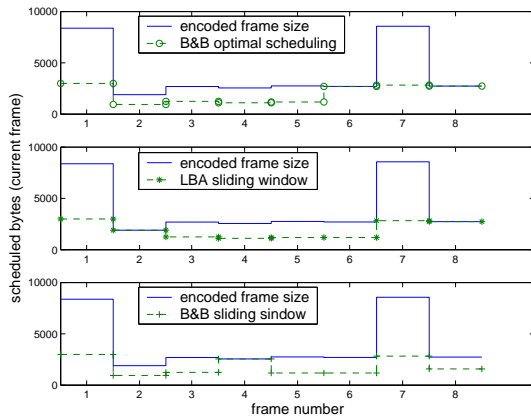 10000
encoded frame size
B&B optimal scheduling
5000
0
1 2 3 4 5 6 7 8
scheduled bytes (current frame)
10000
encoded frame size
LBA sliding window
5000
0
1 2 3 4 5 6 7 8
10000
encoded frame size
B&B sliding sindow
5000
0
1 2 3 4 5 6 7 8
frame number